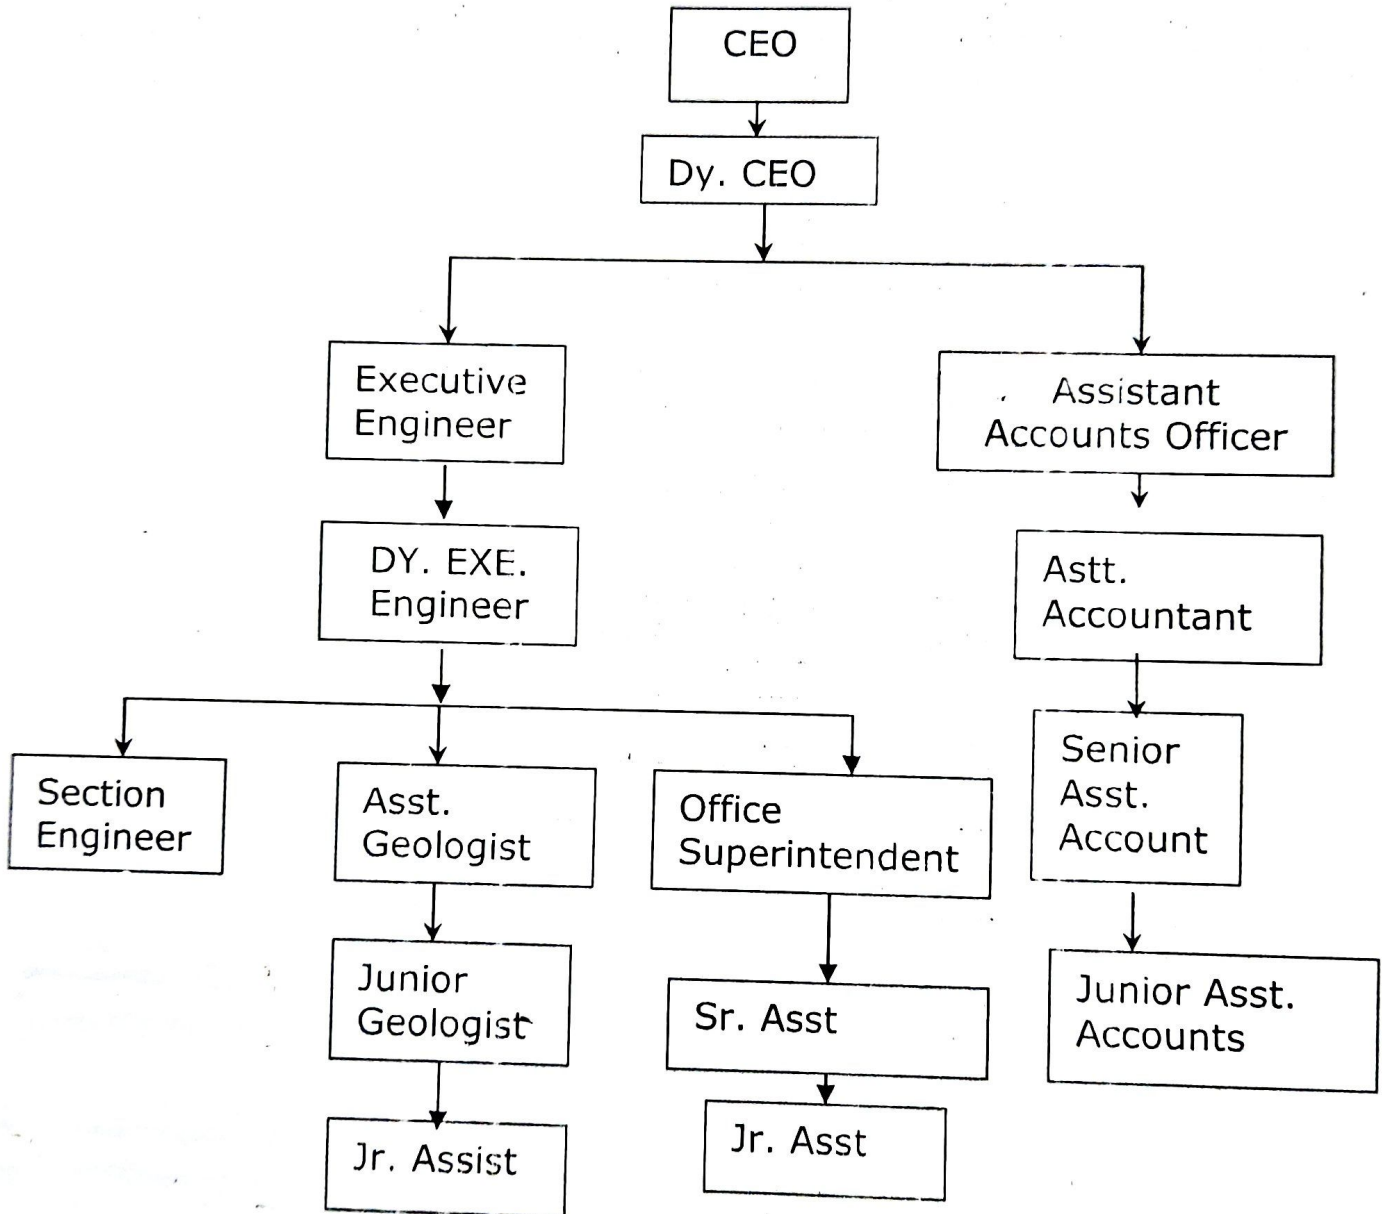 CEO
Dy. CEO
Executive
Engineer
Assistant
Accounts Officer
DY. EXE.
Engineer
Astt.
Accountant
Section
Engineer
Asst.
Geologist
Office
Superintendent
Senior
Asst.
Account
Junior
Geologist
Sr. Asst
Junior Asst.
Accounts
Jr. Assist
Jr. Asst